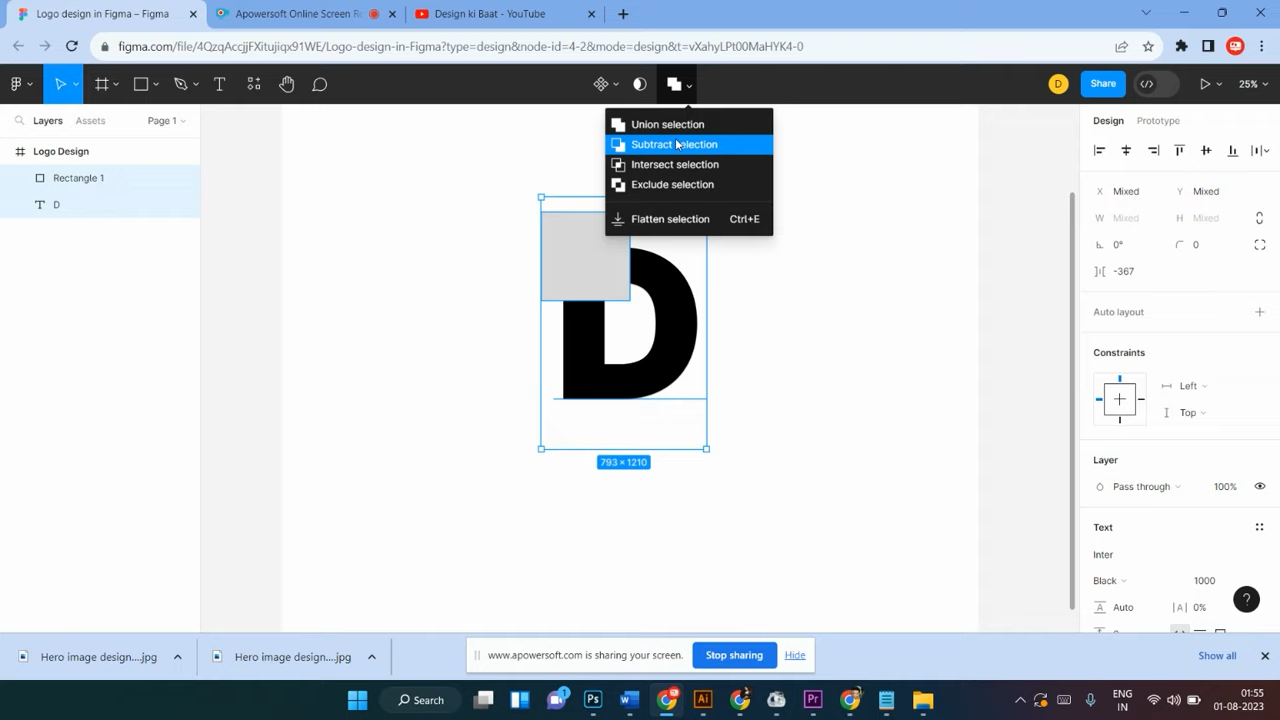 Logo design in Figma – Figma
Apowersoft Online Screen Re
Design ki Baat - YouTube
figma.com/file/4QzqAccjjFXitujiqx91WE/Logo-design-in-Figma?type=design&node-id=4-2&mode=design&t=vXahyLPt00MaHYK4-0
D
Share
25%
Layers
Assets
Page 1
Logo Design
Rectangle 1
D
Union selection
Subtract selection
Intersect selection
Exclude selection
Flatten selection Ctrl+E
D
793 × 1210
Design
Prototype
X Mixed Y Mixed
W Mixed H Mixed
0° 0
-367
Auto layout
Constraints
Left
Top
Layer
Pass through 100%
Text
Inter
Black 1000
Auto 0%
?
Hero image design....jpg
Hero image design....jpg
www.apowersoft.com is sharing your screen.
Stop sharing
Hide
Show all
Search
ENG
IN
01:55
01-08-2023